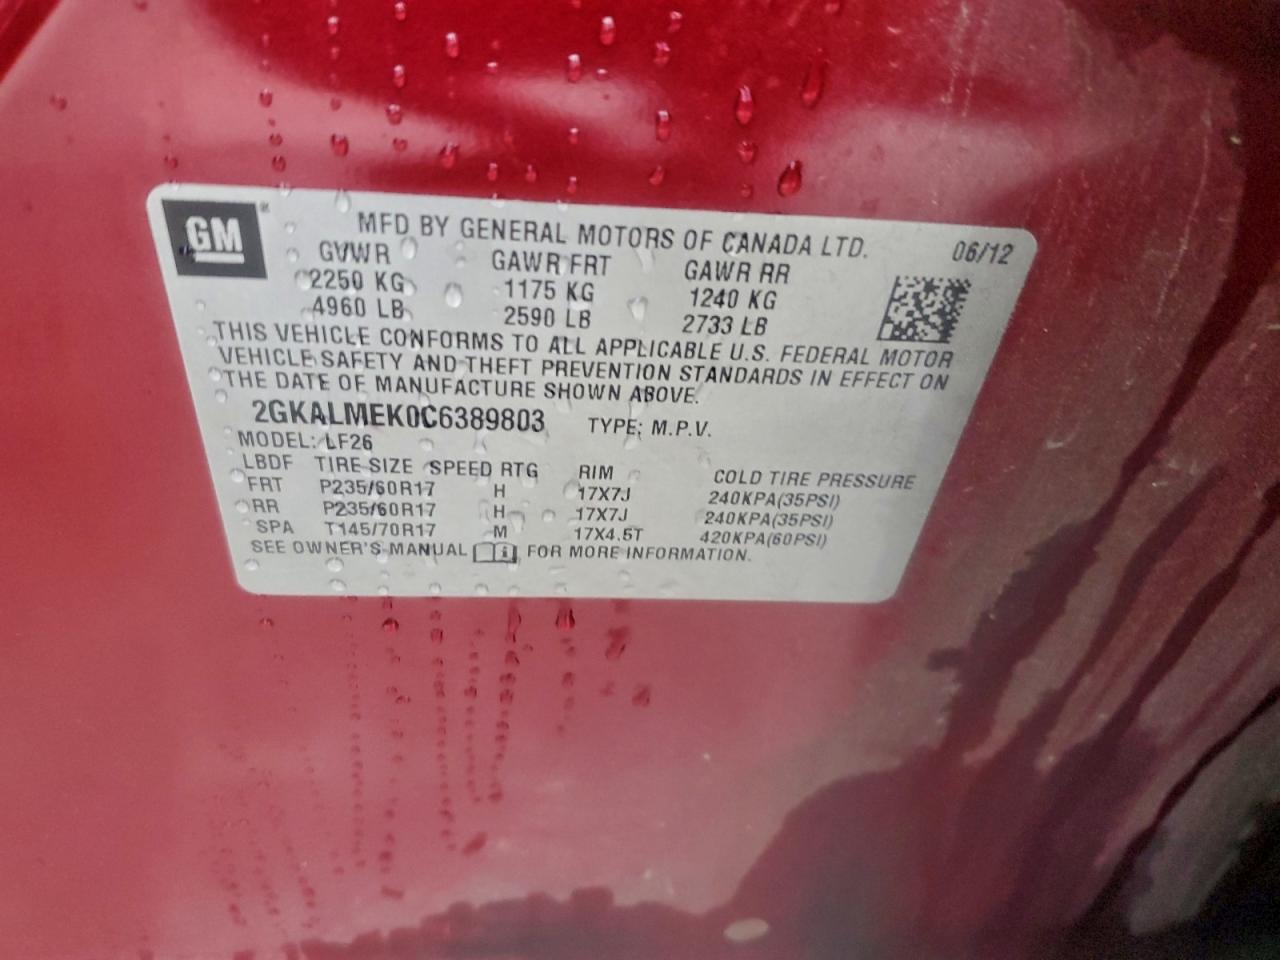 GM
MFD BY GENERAL MOTORS OF CANADA LTD. 06/12
GVWR GAWR FRT GAWR RR
2250 KG 1175 KG 1240 KG
4960 LB 2590 LB 2733 LB
THIS VEHICLE CONFORMS TO ALL APPLICABLE U.S. FEDERAL MOTOR
VEHICLE SAFETY AND THEFT PREVENTION STANDARDS IN EFFECT ON
THE DATE OF MANUFACTURE SHOWN ABOVE.
2GKALMEK0C6389803 TYPE: M.P.V.
MODEL: LF26
LBDF TIRE SIZE SPEED RTG RIM COLD TIRE PRESSURE
FRT P235/60R17 H 17X7J 240KPA(35PSI)
RR P235/60R17 H 17X7J 240KPA(35PSI)
SPA T145/70R17 M 17X4.5T 420KPA(60PSI)
SEE OWNER'S MANUAL FOR MORE INFORMATION.